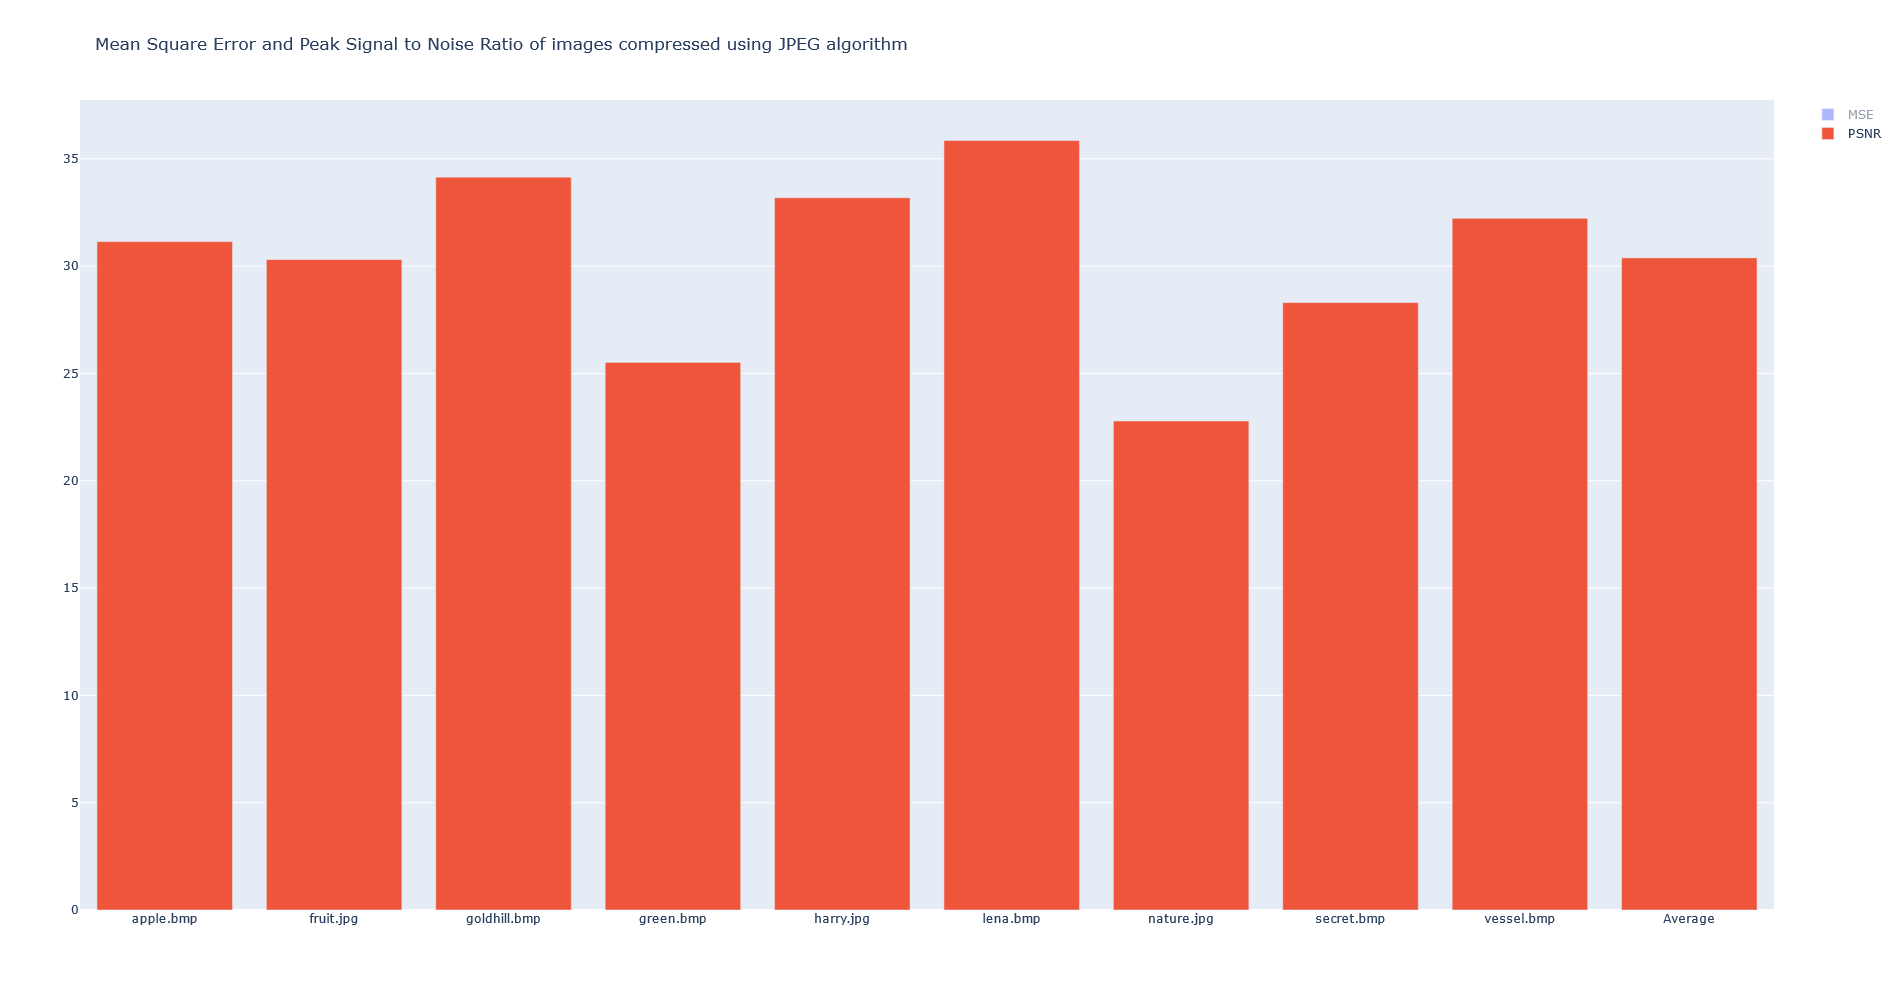 Mean Square Error and Peak Signal to Noise Ratio of images compressed using JPEG algorithm
MSE
PSNR
35
30
25
20
15
10
5
0
apple.bmp fruit.jpg goldhill.bmp green.bmp harry.jpg lena.bmp nature.jpg secret.bmp vessel.bmp Average